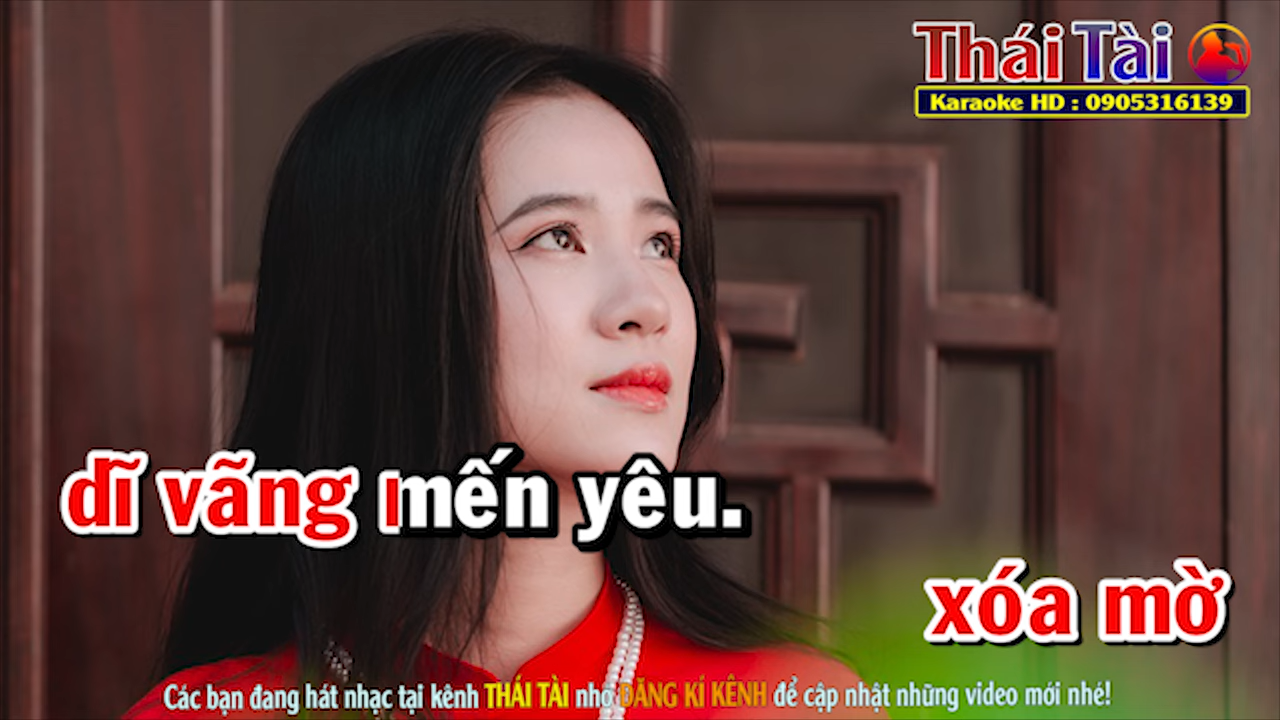 Thái Tài
Karaoke HD : 0905316139
dĩ vãng mến yêu.
xóa mờ
Các bạn đang hát nhạc tại kênh THÁI TÀI nhớ ĐĂNG KÍ KÊNH để cập nhật những video mới nhé!